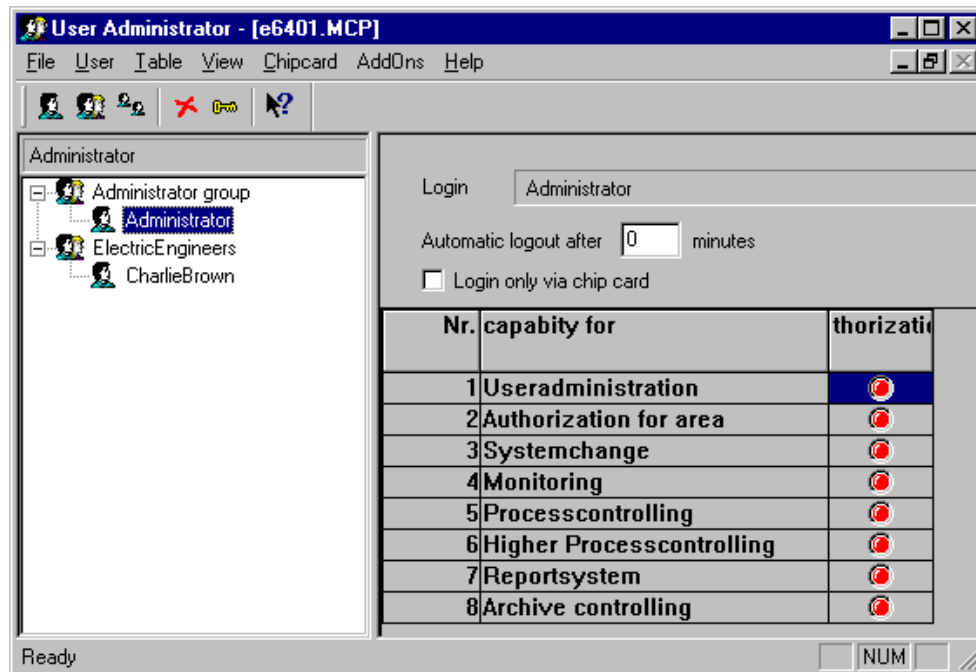 User Administrator - [e6401.MCP]
File User Table View Chipcard AddOns Help
Administrator
Administrator group
Administrator
ElectricEngineers
CharlieBrown
Login Administrator
Automatic logout after 0 minutes
Login only via chip card
Nr. capabity for thorizatio
1 Useradministration
2 Authorization for area
3 Systemchange
4 Monitoring
5 Processcontrolling
6 Higher Processcontrolling
7 Reportsystem
8 Archive controlling
Ready NUM